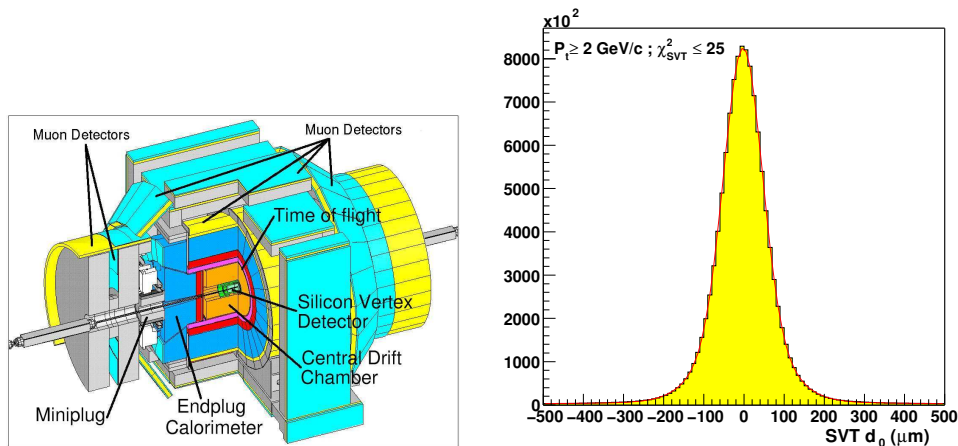 Muon Detectors
Muon Detectors
Time of flight
Silicon Vertex
Detector
Central Drift
Chamber
Endplug
Calorimeter
Miniplug
x10²
Pₜ ≥ 2 GeV/c ; χ²SVT ≤ 25
8000
7000
6000
5000
4000
3000
2000
1000
0
-500 -400 -300 -200 -100 0 100 200 300 400 500
SVT d₀ (μm)